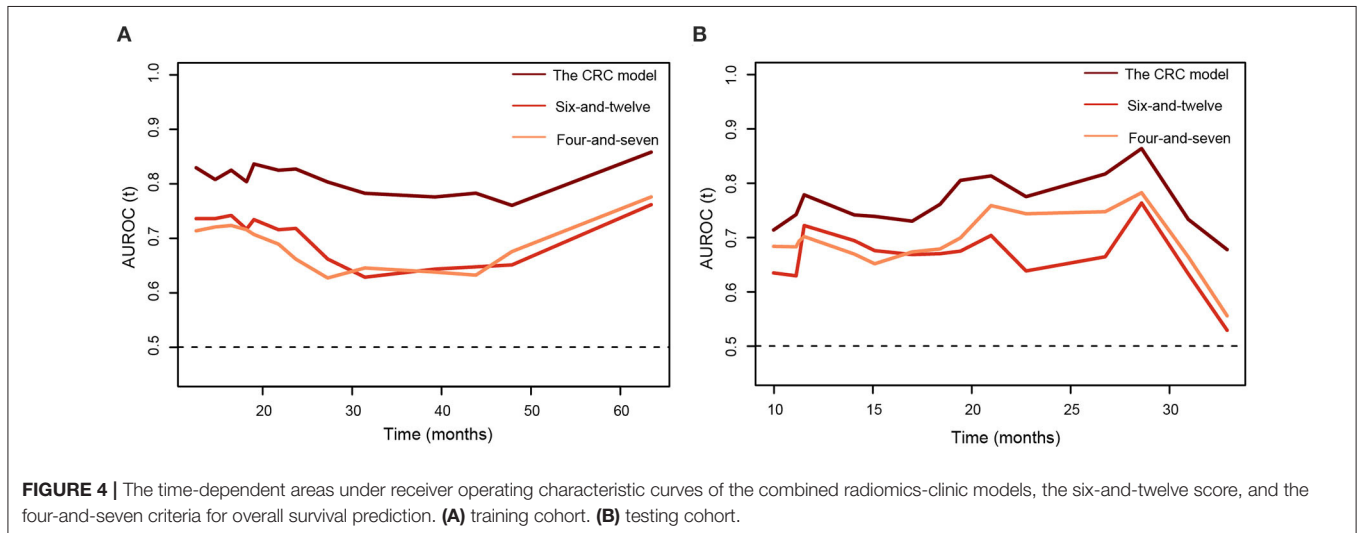 A
1.0
0.9
0.8
0.7
0.6
0.5
AUROC (t)
The CRC model
Six-and-twelve
Four-and-seven
20 30 40 50 60
Time (months)
B
1.0
0.9
0.8
0.7
0.6
0.5
AUROC (t)
The CRC model
Six-and-twelve
Four-and-seven
10 15 20 25 30
Time (months)
FIGURE 4 | The time-dependent areas under receiver operating characteristic curves of the combined radiomics-clinic models, the six-and-twelve score, and the
four-and-seven criteria for overall survival prediction. (A) training cohort. (B) testing cohort.